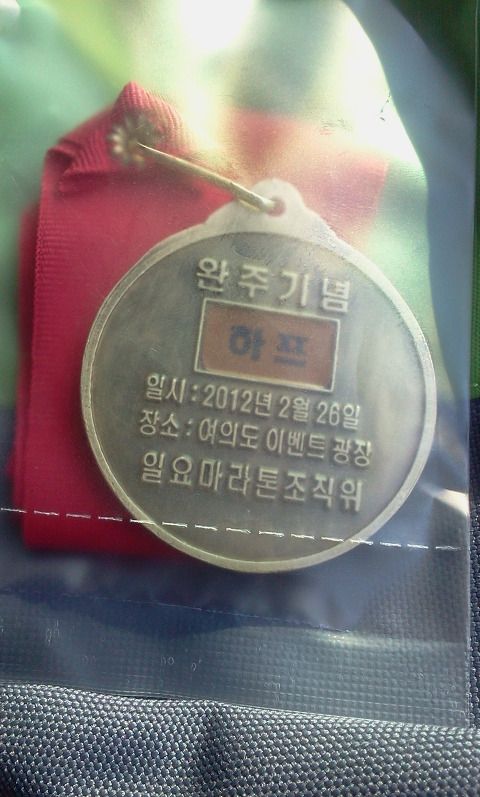 완주기념
하프
일시 : 2012년 2월 26일
장소 : 여의도 이벤트 광장
일요마라톤조직위